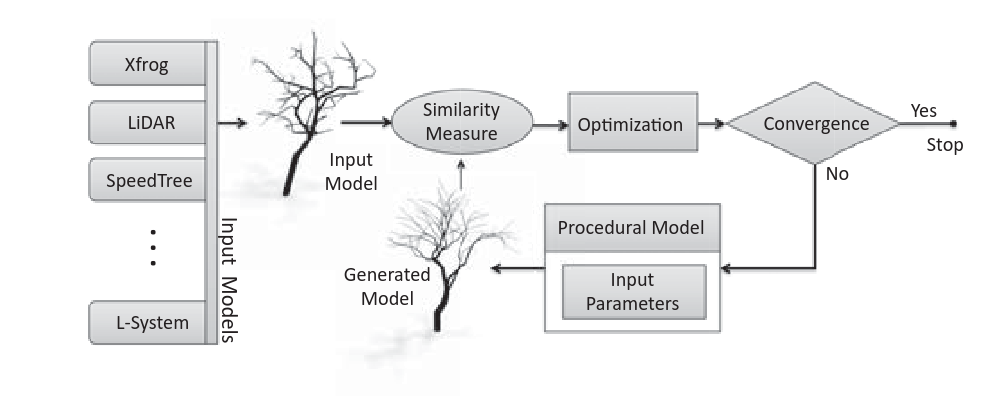 Xfrog
LiDAR
SpeedTree
L-System
Input Models
Input
Model
Similarity
Measure
Optimization
Convergence
Yes
Stop
No
Procedural Model
Input
Parameters
Generated
Model